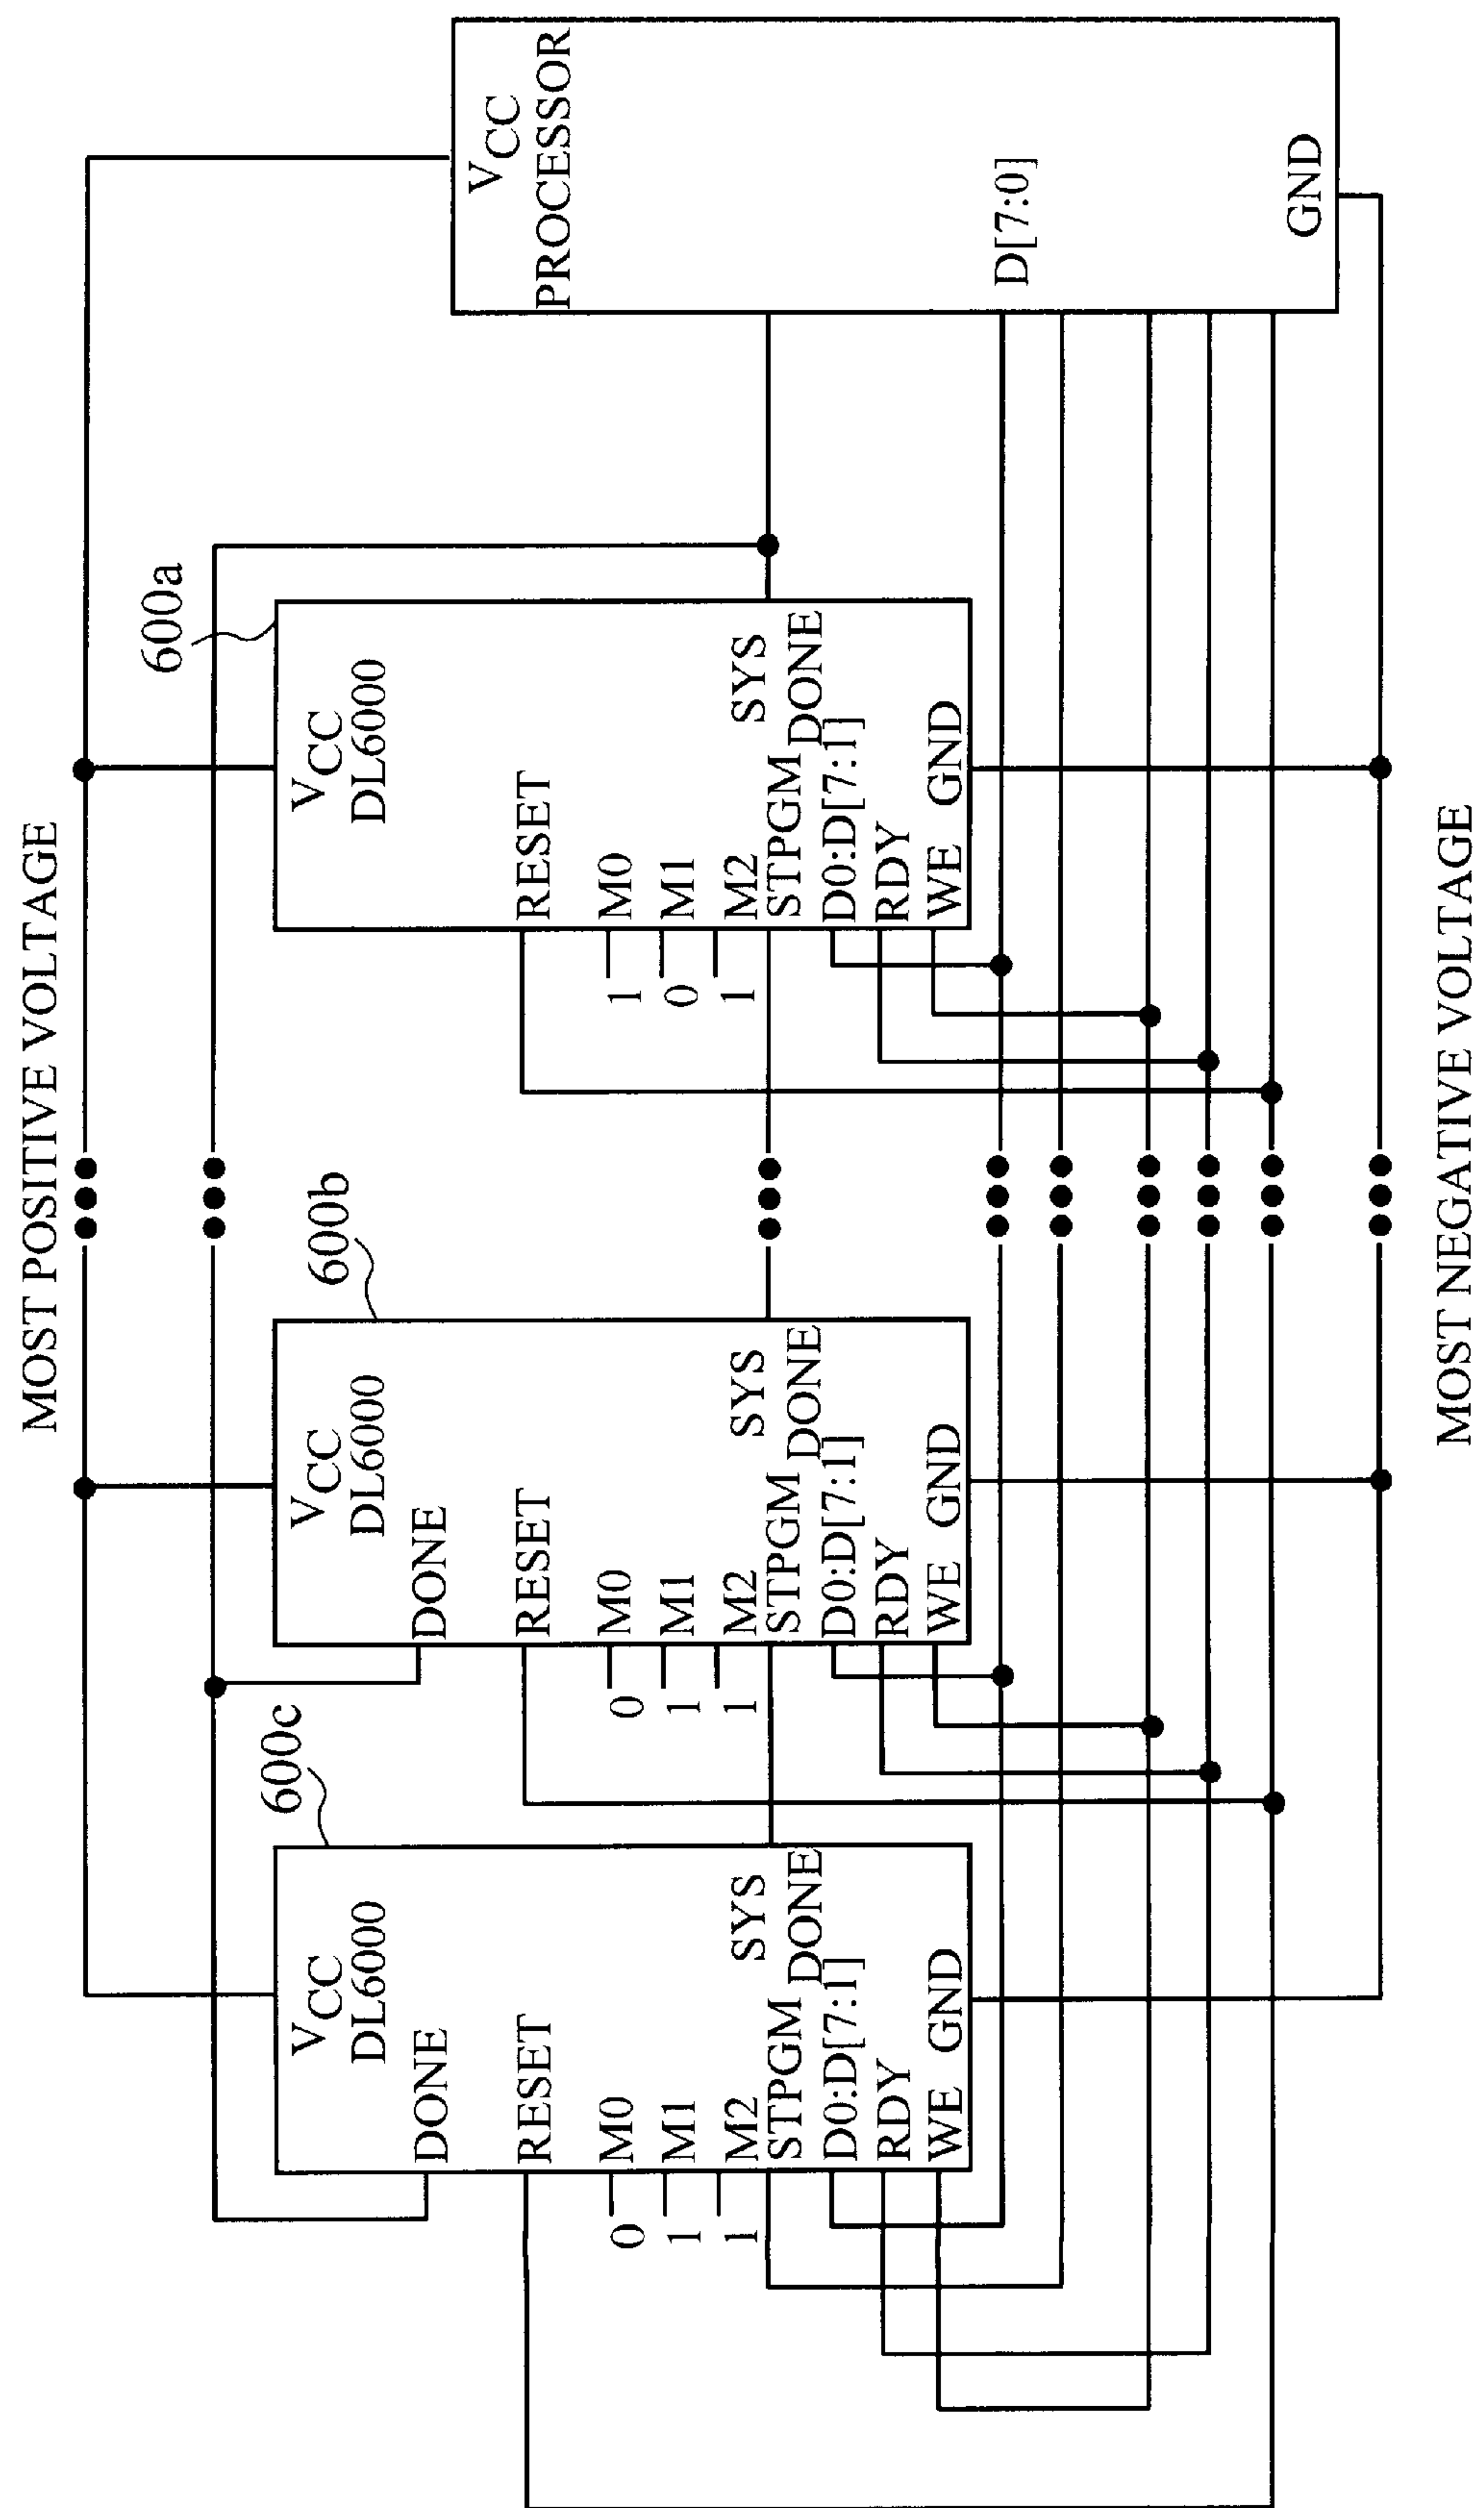 MOST POSITIVE VOLTAGE
600c
VCC
DL6000
DONE
RESET
M0
0
M1
1
M2
1
STPGM
SYS
DONE
D0:D[7:1]
RDY
WE
GND
600b
VCC
DL6000
DONE
RESET
M0
0
M1
1
M2
1
STPGM
SYS
DONE
D0:D[7:1]
RDY
WE
GND
600a
VCC
DL6000
RESET
M0
1
M1
0
M2
1
STPGM
SYS
DONE
D0:D[7:1]
RDY
WE
GND
VCC
PROCESSOR
D[7:0]
GND
MOST NEGATIVE VOLTAGE